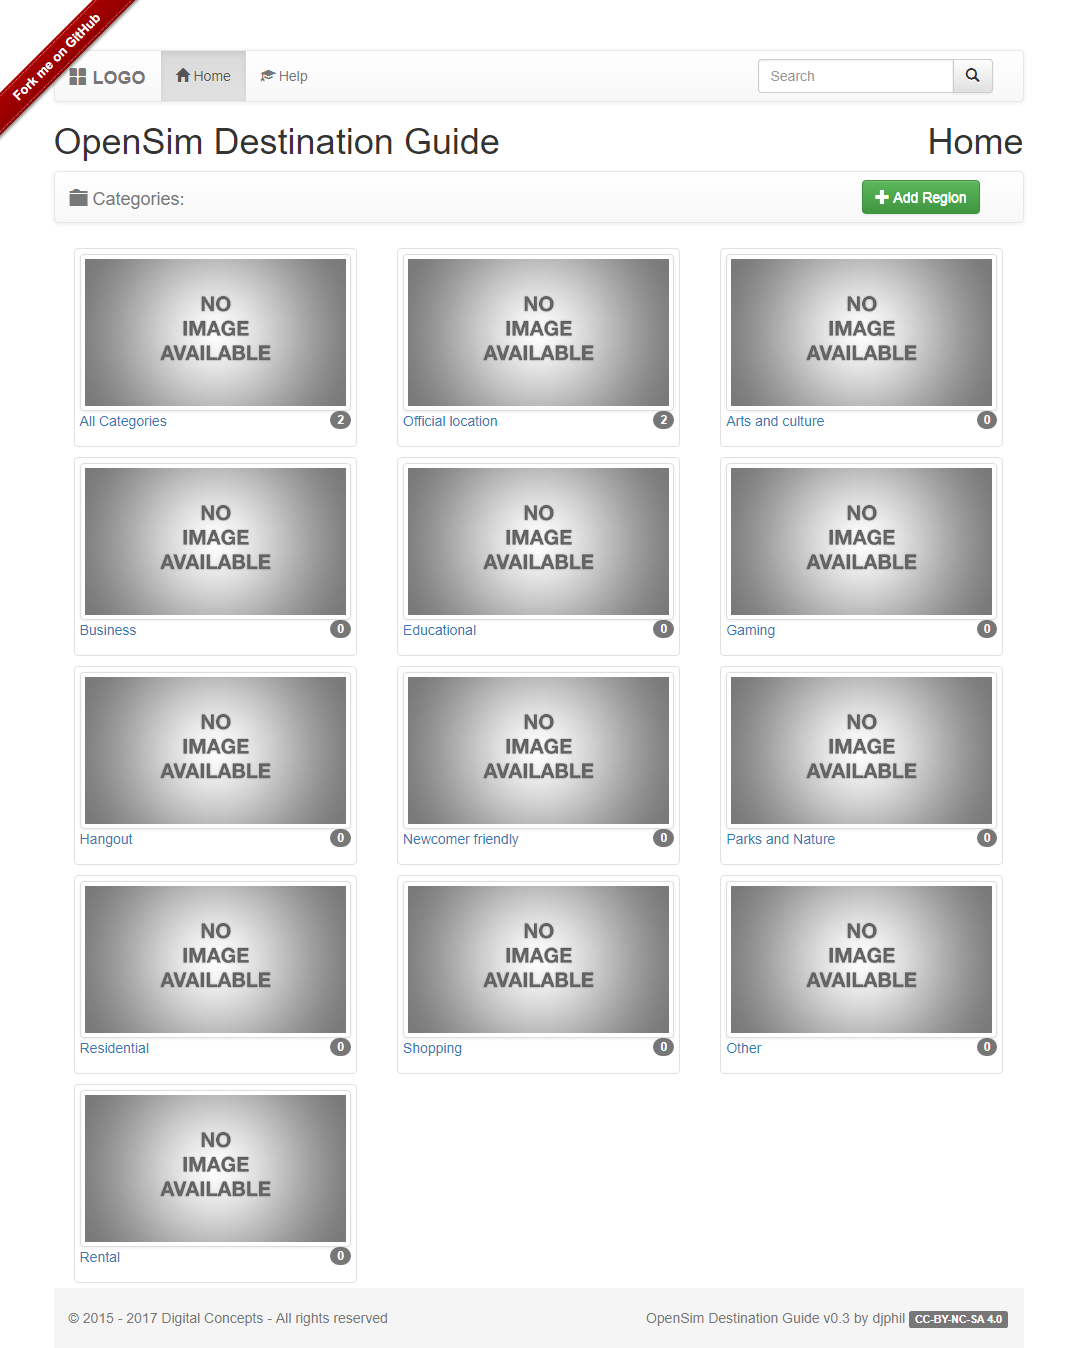 Fork me on GitHub
LOGO Home Help Search
OpenSim Destination Guide Home
Categories: Add Region
NO NO NO
IMAGE IMAGE IMAGE
AVAILABLE AVAILABLE AVAILABLE
All Categories 2 Official location 2 Arts and culture 0
NO NO NO
IMAGE IMAGE IMAGE
AVAILABLE AVAILABLE AVAILABLE
Business 0 Educational 0 Gaming 0
NO NO NO
IMAGE IMAGE IMAGE
AVAILABLE AVAILABLE AVAILABLE
Hangout 0 Newcomer friendly 0 Parks and Nature 0
NO NO NO
IMAGE IMAGE IMAGE
AVAILABLE AVAILABLE AVAILABLE
Residential 0 Shopping 0 Other 0
NO
IMAGE
AVAILABLE
Rental 0
© 2015 - 2017 Digital Concepts - All rights reserved OpenSim Destination Guide v0.3 by djphil CC-BY-NC-SA 4.0